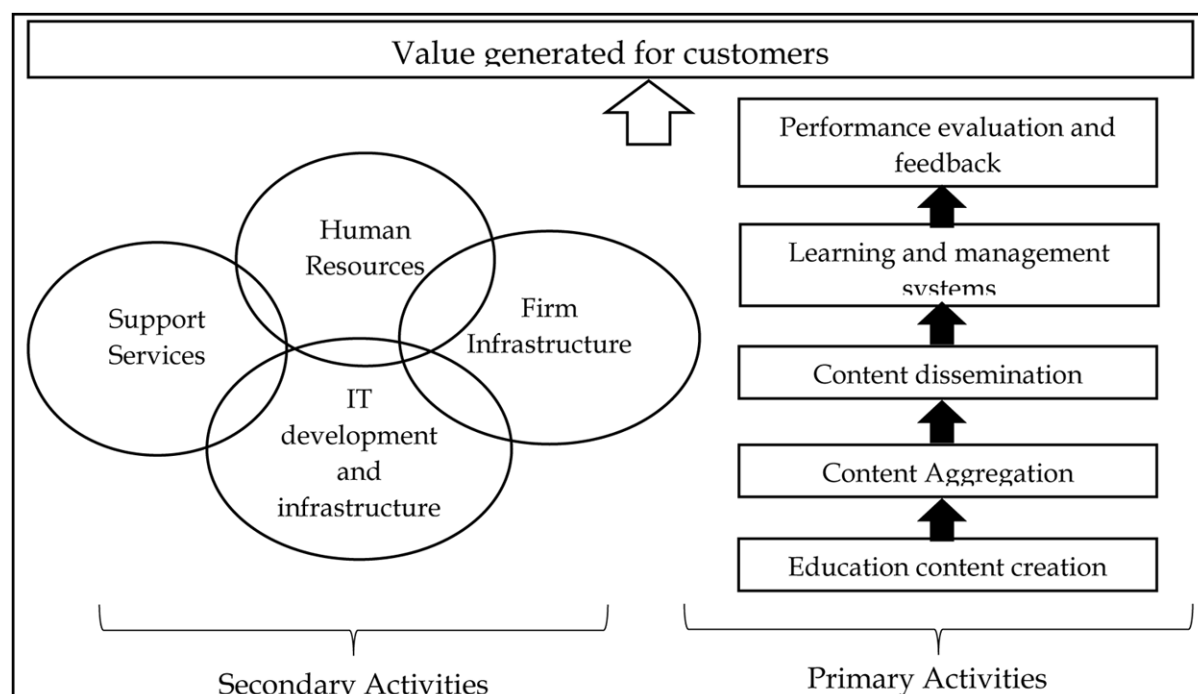 Value generated for customers
Performance evaluation and
feedback
Human
Resources
Learning and management
systems
Support
Services
Firm
Infrastructure
Content dissemination
IT
development
and
infrastructure
Content Aggregation
Education content creation
Secondary Activities
Primary Activities